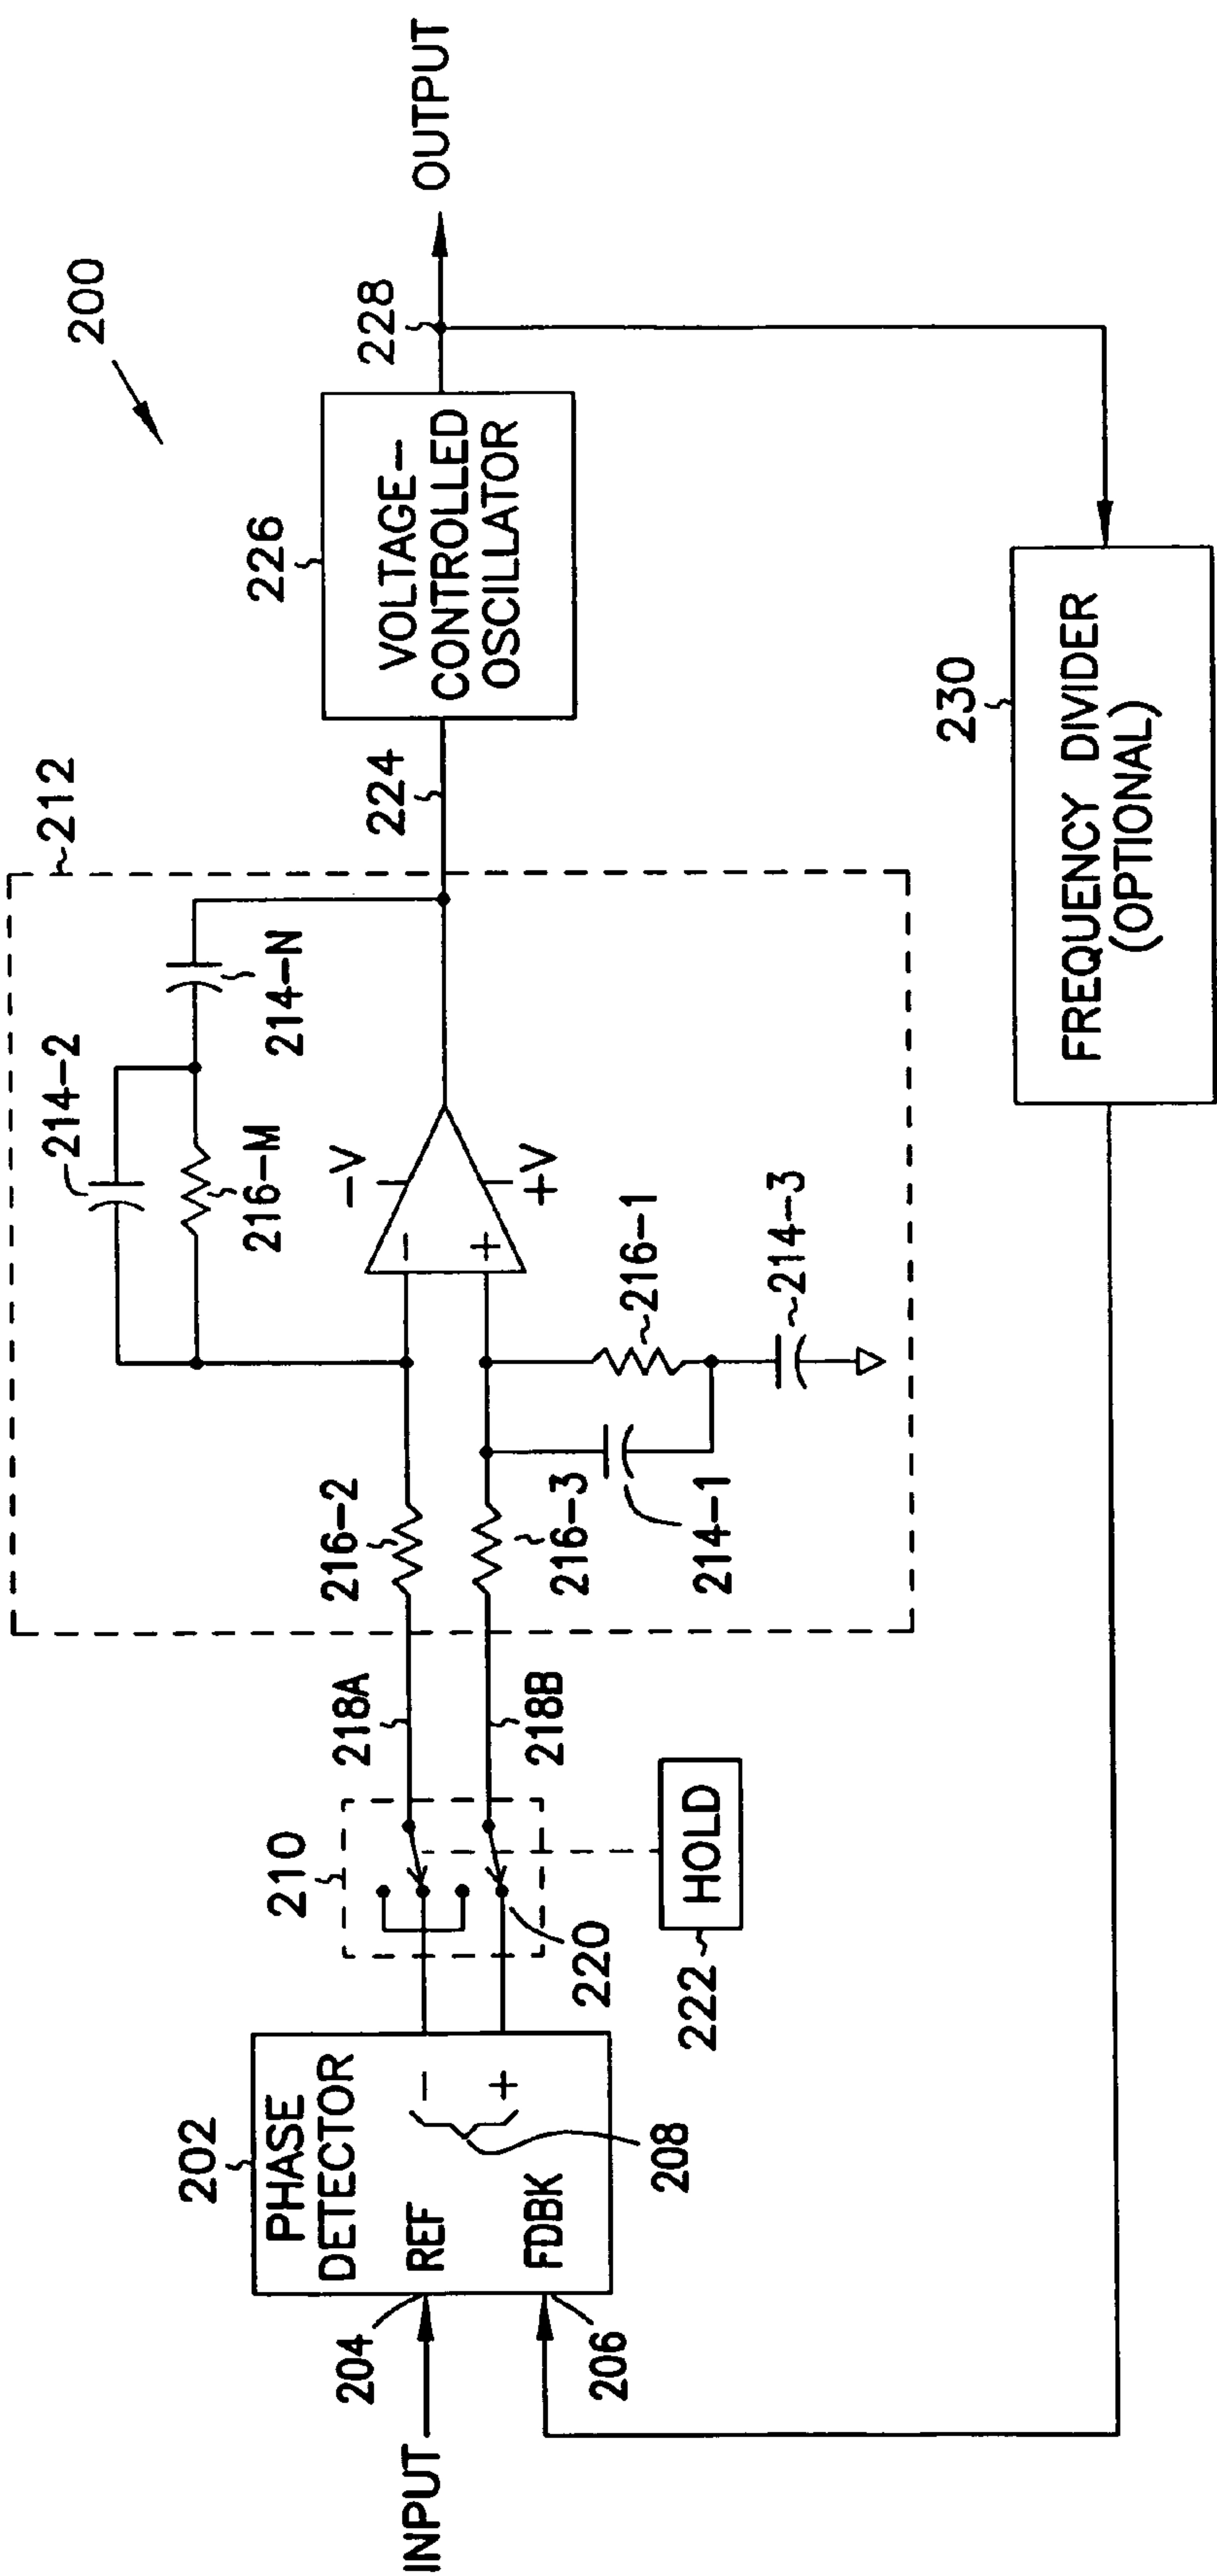 200
INPUT
204
206
202
PHASE
DETECTOR
REF
FDBK
−
+
208
210
220
HOLD
222
218A
218B
212
216-2
216-3
214-1
216-1
214-3
214-2
216-M
214-N
−
+
−V
+V
224
226
VOLTAGE-
CONTROLLED
OSCILLATOR
228
OUTPUT
230
FREQUENCY DIVIDER
(OPTIONAL)